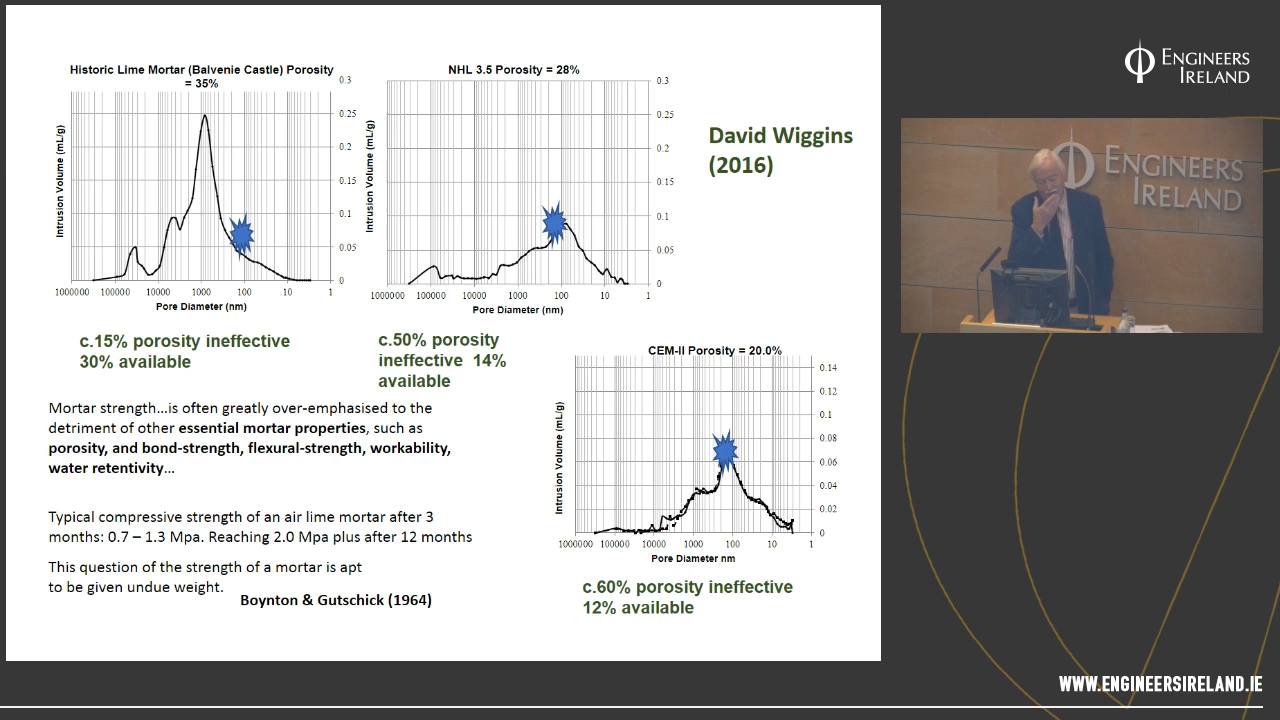 Historic Lime Mortar (Balvenie Castle) Porosity
= 35%
0.3
0.25
0.2
0.15
0.1
0.05
0
Intrusion Volume (mL/g)
1000000 100000 10000 1000 100 10 1
Pore Diameter (nm)
c.15% porosity ineffective
30% available
NHL 3.5 Porosity = 28%
0.3
0.25
0.2
0.15
0.1
0.05
0
Intrusion Volume (mL/g)
1000000 100000 10000 1000 100 10 1
Pore Diameter (nm)
c.50% porosity
ineffective 14%
available
David Wiggins
(2016)
CEM-II Porosity = 20.0%
0.14
0.12
0.1
0.08
0.06
0.04
0.02
0
Intrusion Volume (mL/g)
1000000 100000 10000 1000 100 10 1
Pore Diameter nm
c.60% porosity ineffective
12% available
Mortar strength...is often greatly over-emphasised to the
detriment of other essential mortar properties, such as
porosity, and bond-strength, flexural-strength, workability,
water retentivity...
Typical compressive strength of an air lime mortar after 3
months: 0.7 – 1.3 Mpa. Reaching 2.0 Mpa plus after 12 months
This question of the strength of a mortar is apt
to be given undue weight.
Boynton & Gutschick (1964)
ENGINEERS
IRELAND
ENGINEERS
IRELAND
WWW.ENGINEERSIRELAND.IE